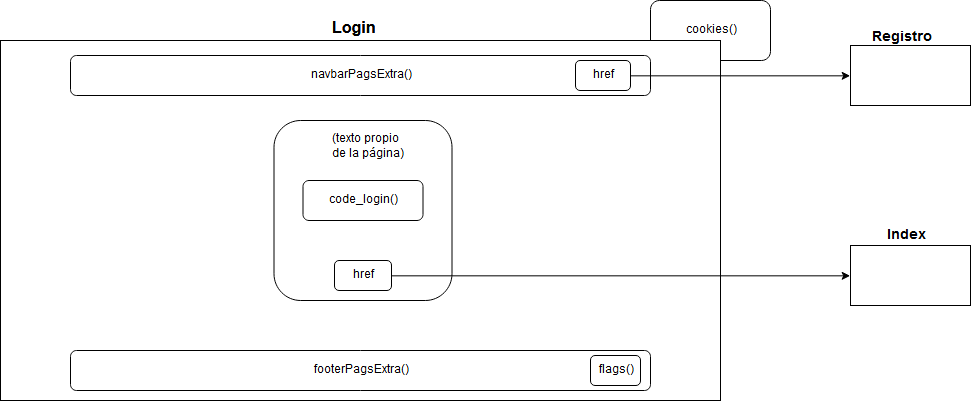 Login
cookies()
Registro
navbarPagsExtra()
href
(texto propio
de la página)
code_login()
Index
href
footerPagsExtra()
flags()